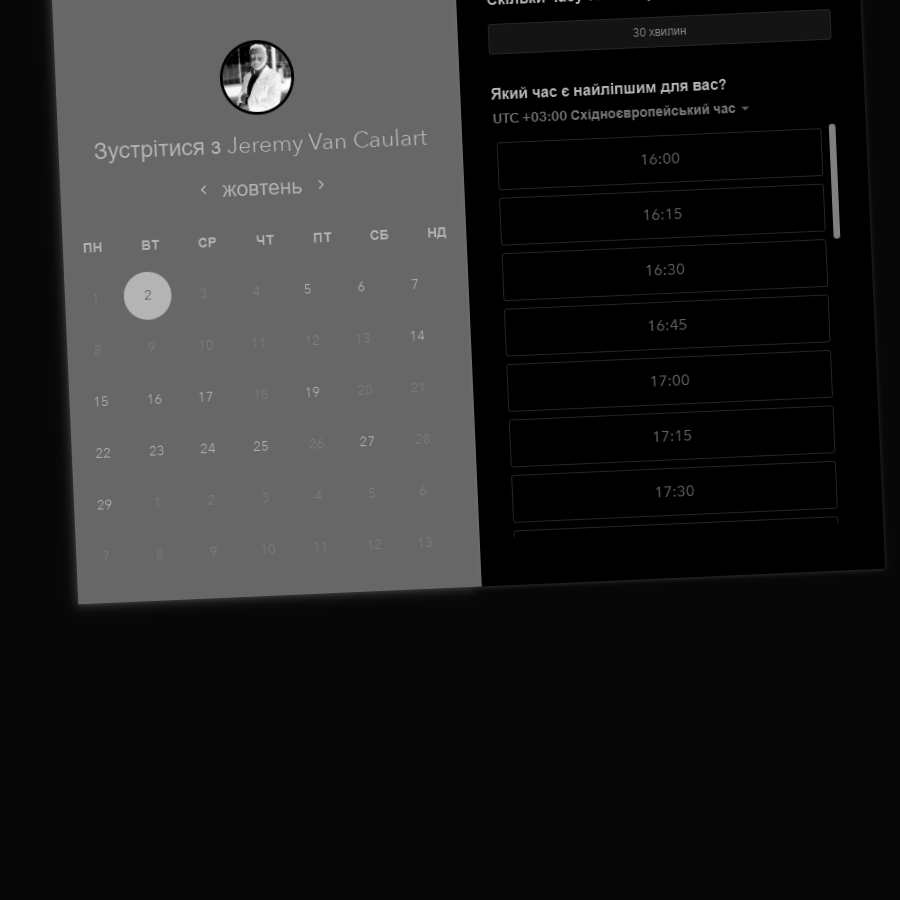 Зустрітися з Jeremy Van Caulart
‹ жовтень ›
ПН ВТ СР ЧТ ПТ СБ НД
1 2 3 4 5 6 7
8 9 10 11 12 13 14
15 16 17 18 19 20 21
22 23 24 25 26 27 28
29 1 2 3 4 5 6
7 8 9 10 11 12 13
Скільки часу
30 хвилин
Який час є найліпшим для вас?
UTC +03:00 Східноєвропейський час
16:00
16:15
16:30
16:45
17:00
17:15
17:30